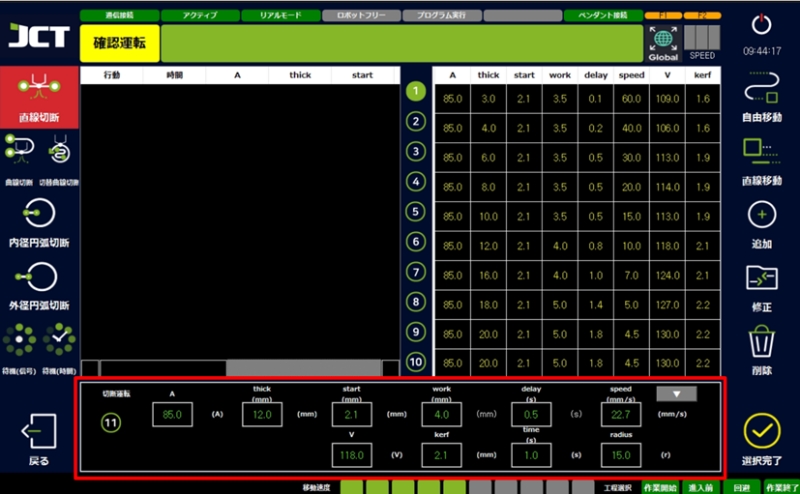 通信接続 アクティブ リアルモード ロボットフリー プログラム実行 ペンダント接続 F1 F2
JCT 確認運転 Global SPEED 09:44:17
行動 時間 A thick start
A thick start work delay speed V kerf
1 85.0 3.0 2.1 3.5 0.1 60.0 109.0 1.6
2 85.0 4.0 2.1 3.5 0.2 40.0 106.0 1.6
3 85.0 6.0 2.1 3.5 0.5 30.0 113.0 1.9
4 85.0 8.0 2.1 3.5 0.5 20.0 114.0 1.9
5 85.0 10.0 2.1 3.5 0.5 15.0 113.0 1.9
6 85.0 12.0 2.1 4.0 0.8 10.0 118.0 2.1
7 85.0 16.0 2.1 4.0 1.0 7.0 124.0 2.1
8 85.0 18.0 2.1 5.0 1.4 5.0 127.0 2.2
9 85.0 20.0 2.1 5.0 1.8 4.5 130.0 2.2
10 85.0 20.0 2.1 5.0 1.8 4.5 130.0 2.2
直線切断
曲線切断 切替曲線切断
内径円弧切断
外径円弧切断
待機(信号) 待機(時間)
戻る
自由移動
直線移動
追加
修正
削除
選択完了
切断運転 A thick (mm) start (mm) work (mm) delay (s) speed (mm/s) ▼
11 85.0 (A) 12.0 (mm) 2.1 (mm) 4.0 (mm) 0.5 (s) 22.7 (mm/s)
V kerf time (s) radius
118.0 (V) 2.1 (mm) 1.0 (s) 15.0 (r)
移動速度 工程選択 作業開始 進入前 回避 作業終了